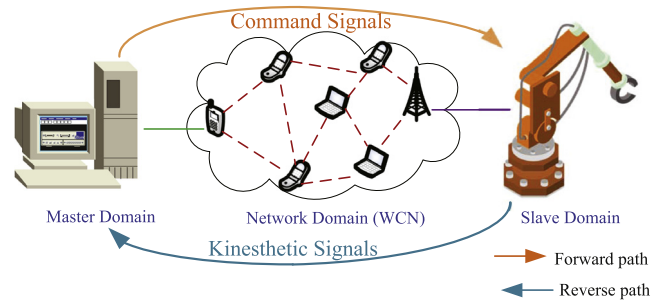 Command Signals
Master Domain
Network Domain (WCN)
Slave Domain
Kinesthetic Signals
Forward path
Reverse path